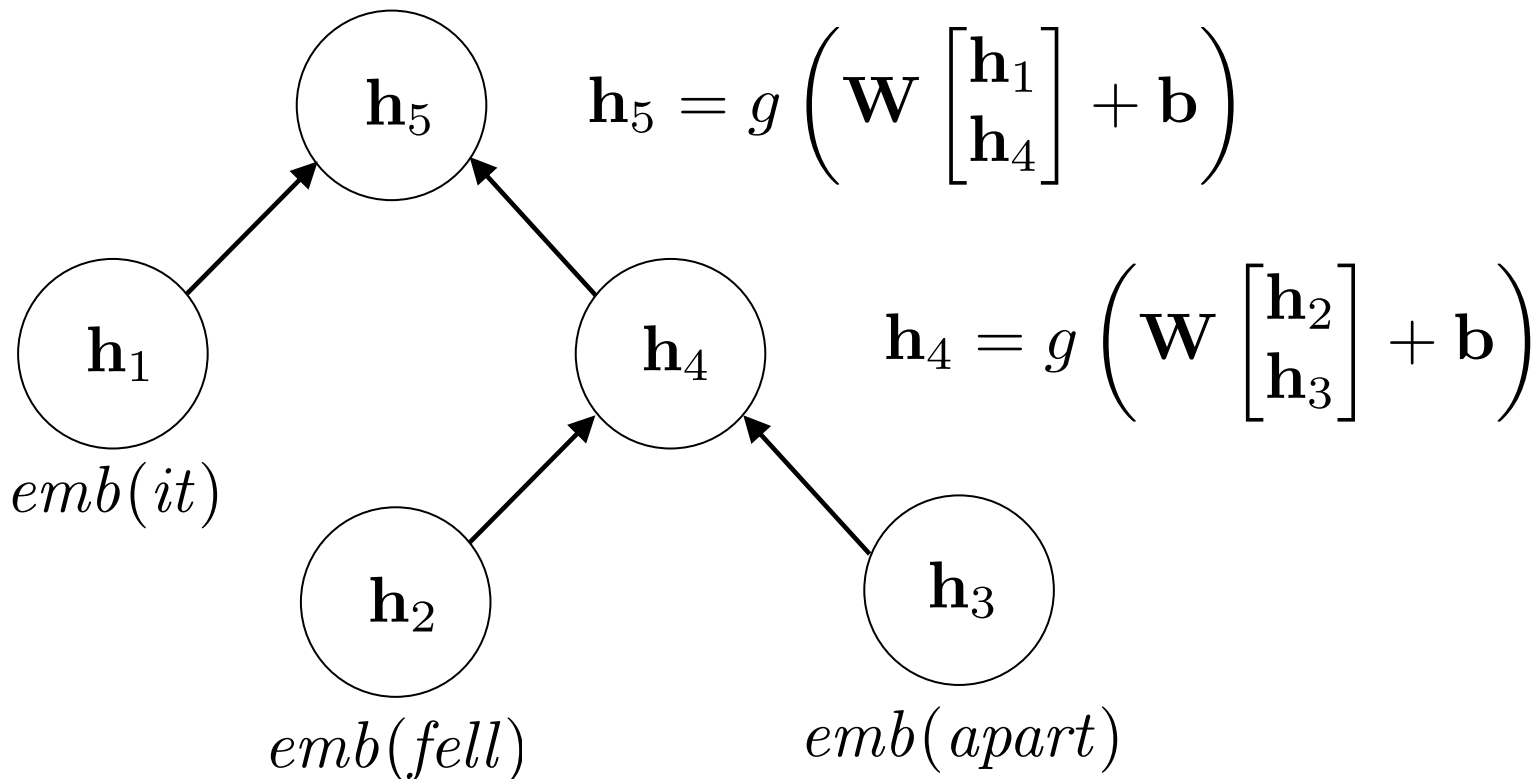 h₅
h₅ = g ( W [ h₁ h₄ ] + b )
h₁
h₄
h₄ = g ( W [ h₂ h₃ ] + b )
emb(it)
h₂
h₃
emb(fell)
emb(apart)